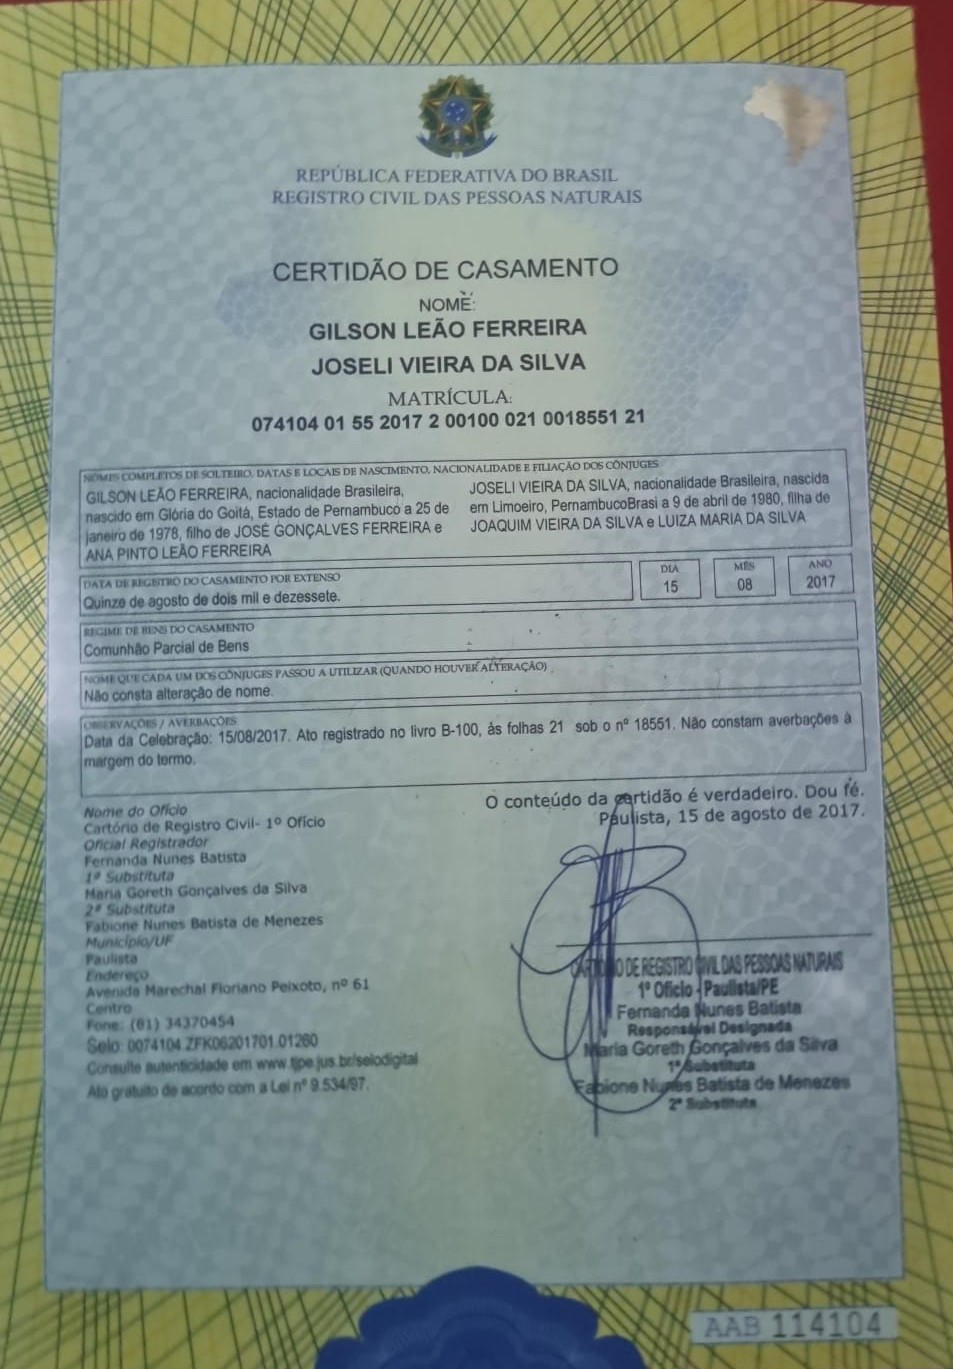 REPÚBLICA FEDERATIVA DO BRASIL
REGISTRO CIVIL DAS PESSOAS NATURAIS
CERTIDÃO DE CASAMENTO
NOME:
GILSON LEÃO FERREIRA
JOSELI VIEIRA DA SILVA
MATRÍCULA:
074104 01 55 2017 2 00100 021 0018551 21
NOMES COMPLETOS DE SOLTEIRO, DATAS E LOCAIS DE NASCIMENTO, NACIONALIDADE E FILIAÇÃO DOS CÔNJUGES
GILSON LEÃO FERREIRA, nacionalidade Brasileira,
nascido em Glória do Goitá, Estado de Pernambuco a 25 de
janeiro de 1978, filho de JOSÉ GONÇALVES FERREIRA e
ANA PINTO LEÃO FERREIRA
JOSELI VIEIRA DA SILVA, nacionalidade Brasileira, nascida
em Limoeiro, PernambucoBrasi a 9 de abril de 1980, filha de
JOAQUIM VIEIRA DA SILVA e LUIZA MARIA DA SILVA
DATA DE REGISTRO DO CASAMENTO POR EXTENSO
Quinze de agosto de dois mil e dezessete.
DIA
15
MÊS
08
ANO
2017
REGIME DE BENS DO CASAMENTO
Comunhão Parcial de Bens
NOME QUE CADA UM DOS CÔNJUGES PASSOU A UTILIZAR (QUANDO HOUVER ALTERAÇÃO)
Não consta alteração de nome.
OBSERVAÇÕES / AVERBAÇÕES
Data da Celebração: 15/08/2017. Ato registrado no livro B-100, às folhas 21 sob o nº 18551. Não constam averbações à
margem do termo.
Nome do Ofício
Cartório de Registro Civil- 1º Ofício
Oficial Registrador
Fernanda Nunes Batista
1ª Substituta
Maria Goreth Gonçalves da Silva
2ª Substituta
Fabione Nunes Batista de Menezes
Município/UF
Paulista
Endereço
Avenida Marechal Floriano Peixoto, nº 61
Centro
Fone: (81) 34370454
Selo: 0074104.ZFK06201701.01260
Consulte autenticidade em www.tjpe.jus.br/selodigital
Ato gratuito de acordo com a Lei nº 9.534/97.
O conteúdo da certidão é verdadeiro. Dou fé.
Paulista, 15 de agosto de 2017.
CARTÓRIO DE REGISTRO CIVIL DAS PESSOAS NATURAIS
1º Ofício - Paulista/PE
Fernanda Nunes Batista
Responsável Designada
Maria Goreth Gonçalves da Silva
1ª Substituta
Fabione Nunes Batista de Menezes
2ª Substituta
AAB 114104